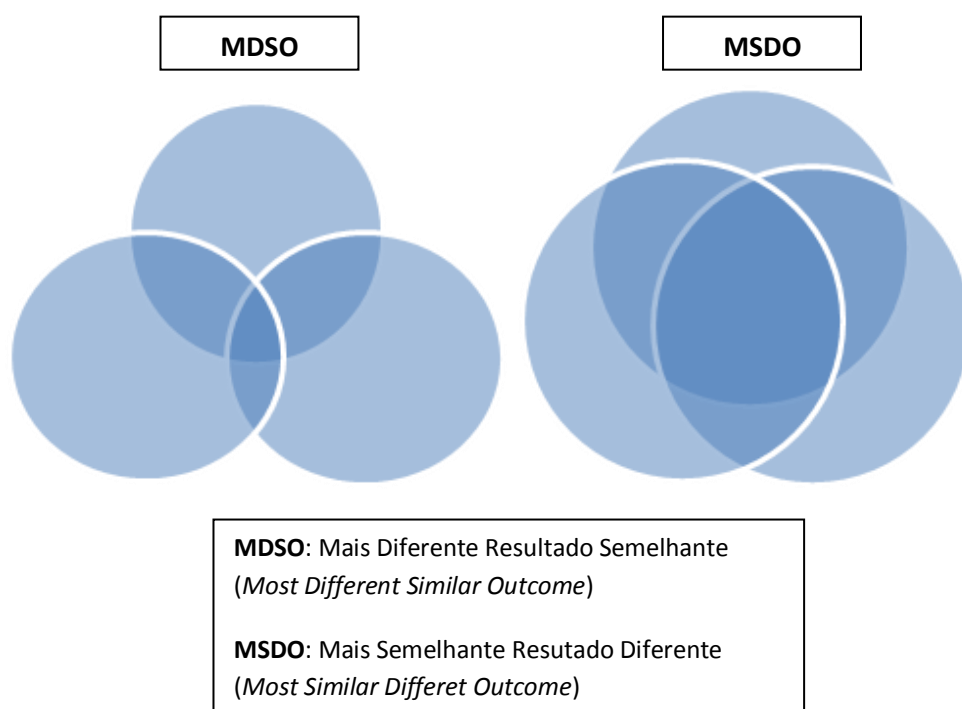 MDSO
MSDO
MDSO: Mais Diferente Resultado Semelhante
(Most Different Similar Outcome)
MSDO: Mais Semelhante Resutado Diferente
(Most Similar Differet Outcome)